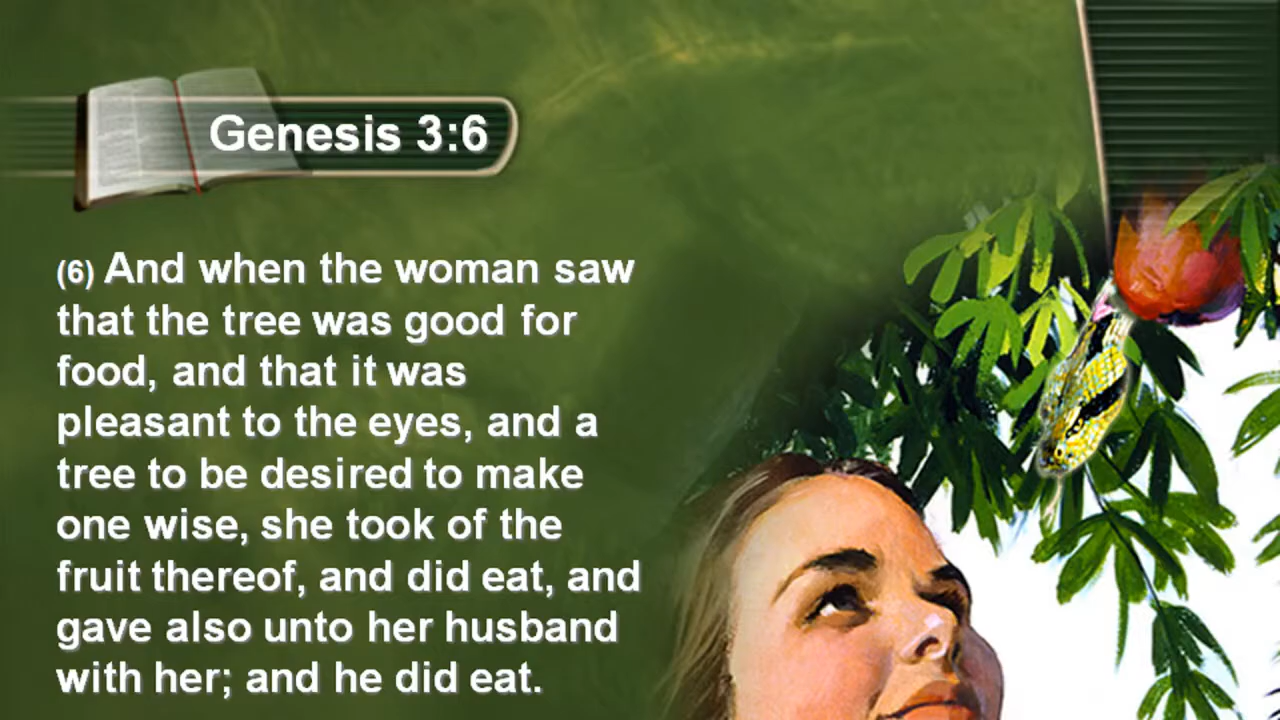 Genesis 3:6
(6) And when the woman saw
that the tree was good for
food, and that it was
pleasant to the eyes, and a
tree to be desired to make
one wise, she took of the
fruit thereof, and did eat, and
gave also unto her husband
with her; and he did eat.